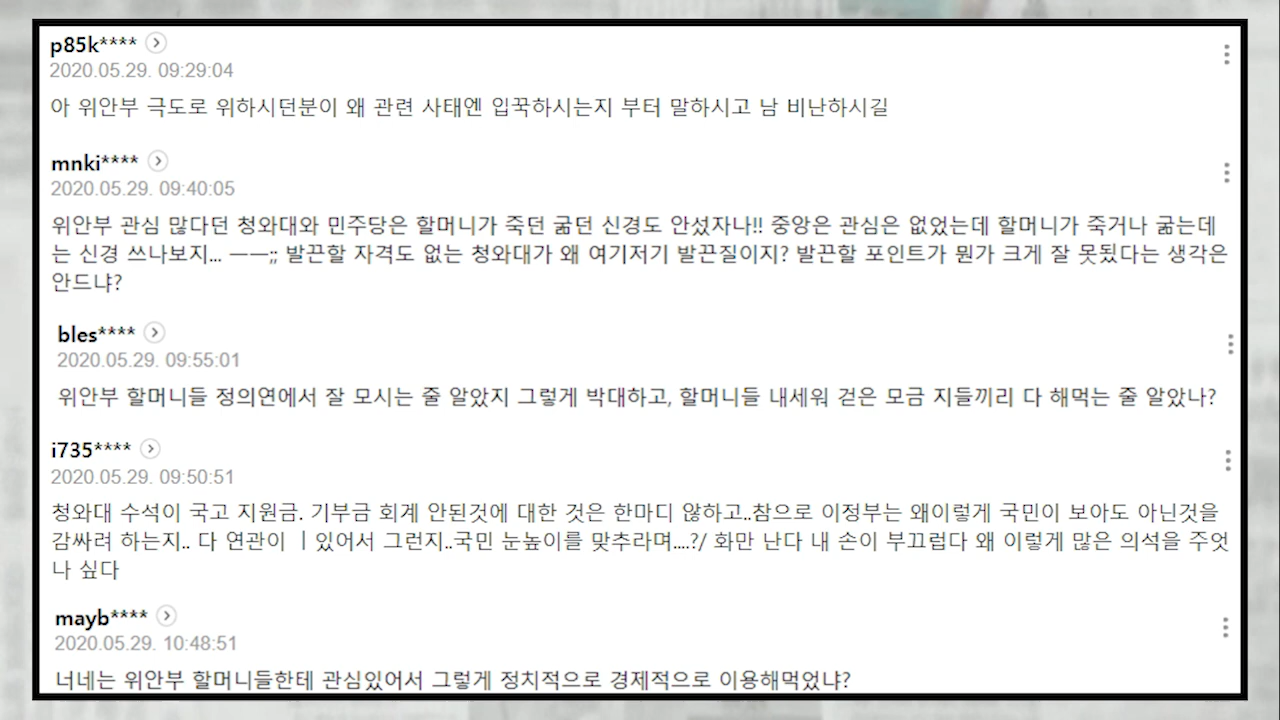 p85k****
2020.05.29. 09:29:04
아 위안부 극도로 위하시던분이 왜 관련 사태엔 입꾹하시는지 부터 말하시고 남 비난하시길
mnki****
2020.05.29. 09:40:05
위안부 관심 많다던 청와대와 민주당은 할머니가 죽던 굶던 신경도 안섰자나!! 중앙은 관심은 없었는데 할머니가 죽거나 굶는데
는 신경 쓰나보지... ㅡㅡ;; 발끈할 자격도 없는 청와대가 왜 여기저기 발끈질이지? 발끈할 포인트가 뭔가 크게 잘 못됬다는 생각은
안드냐?
bles****
2020.05.29. 09:55:01
위안부 할머니들 정의연에서 잘 모시는 줄 알았지 그렇게 박대하고, 할머니들 내세워 걷은 모금 지들끼리 다 해먹는 줄 알았나?
i735****
2020.05.29. 09:50:51
청와대 수석이 국고 지원금. 기부금 회계 안된것에 대한 것은 한마디 않하고..참으로 이정부는 왜이렇게 국민이 보아도 아닌것을
감싸려 하는지.. 다 연관이 ㅣ있어서 그런지..국민 눈높이를 맞추라며....?/ 화만 난다 내 손이 부끄럽다 왜 이렇게 많은 의석을 주엇
나 싶다
mayb****
2020.05.29. 10:48:51
너네는 위안부 할머니들한테 관심있어서 그렇게 정치적으로 경제적으로 이용해먹었냐?